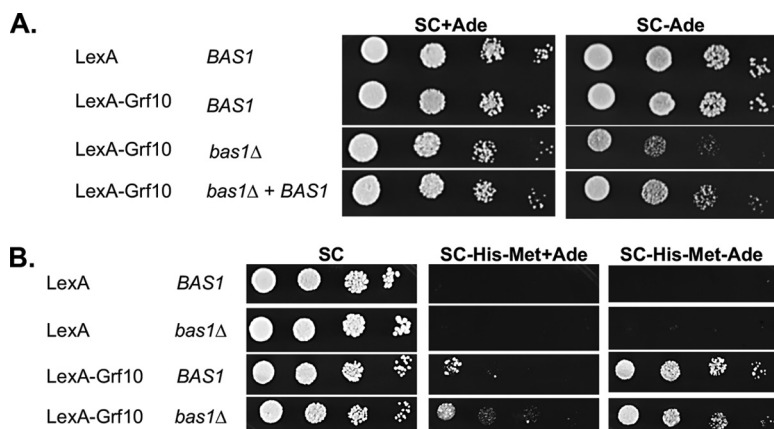 A. SC+Ade SC-Ade
LexA BAS1
LexA-Grf10 BAS1
LexA-Grf10 bas1Δ
LexA-Grf10 bas1Δ + BAS1
B. SC SC-His-Met+Ade SC-His-Met-Ade
LexA BAS1
LexA bas1Δ
LexA-Grf10 BAS1
LexA-Grf10 bas1Δ